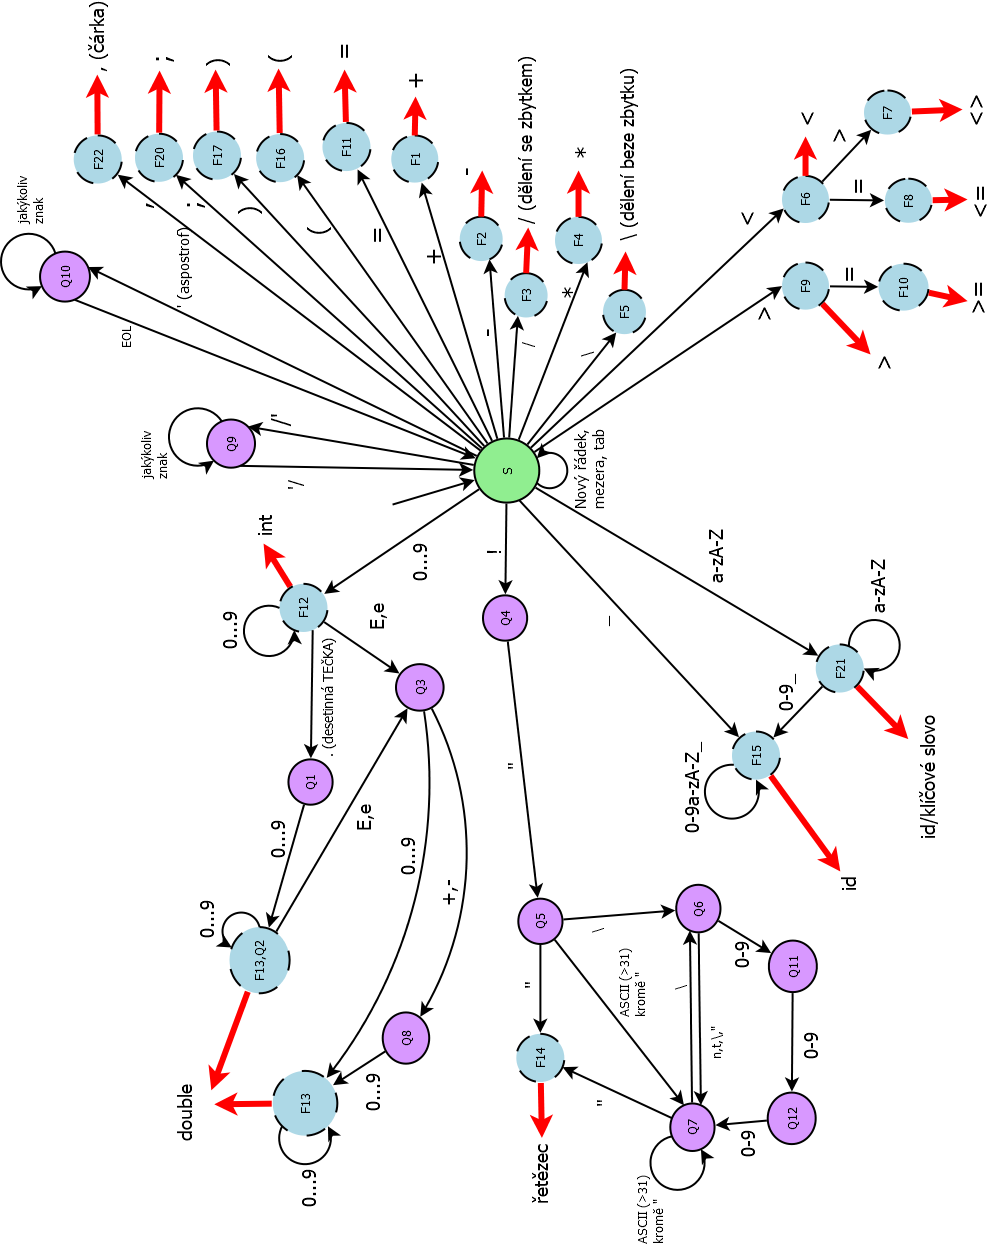 , (čárka)
;
)
(
=
+
-
/ (dělení se zbytkem)
*
\ (dělení beze zbytku)
<
<>
<=
>
>=
F22
F20
F17
F16
F11
F1
F2
F3
F4
F5
F6
F7
F8
F9
F10
,
;
)
(
=
+
-
/
*
\
<
>
=
>
=
jakýkoliv
znak
Q10
' (aspostrof)
EOL
jakýkoliv
znak
Q9
/'
'/
S
Nový řádek,
mezera, tab
int
0...9
F12
0...9
E,e
. (desetinná TEčKA)
Q3
Q1
0...9
E,e
0...9
+,-
0...9
F13,Q2
Q8
0...9
F13
0...9
double
!
Q4
"
Q5
\
Q6
0-9
Q11
0-9
Q12
0-9
Q7
\
n,t,\,"
ASCII (>31)
kromě "
ASCII (>31)
kromě "
"
"
F14
řetězec
_
a-zA-Z
a-zA-Z
F21
0-9_
F15
0-9a-zA-Z_
id
id/klíčové slovo